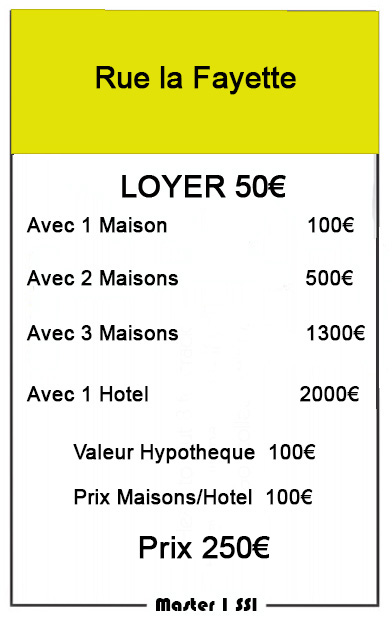 Rue la Fayette
LOYER 50€
Avec 1 Maison 100€
Avec 2 Maisons 500€
Avec 3 Maisons 1300€
Avec 1 Hotel 2000€
Valeur Hypotheque 100€
Prix Maisons/Hotel 100€
Prix 250€
Master 1 SSI